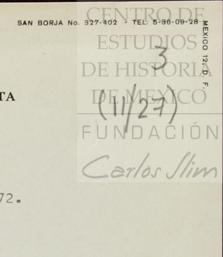 CENTRO DE
SAN BORJA No. 327-402 - TEL. 5-36-09-28
MEXICO 12, D. F.
ESTUDIOS
3
DE HISTORIA
TA
DE MÉXICO
(11/27)
FUNDACIÓN
Carlos Slim
72.